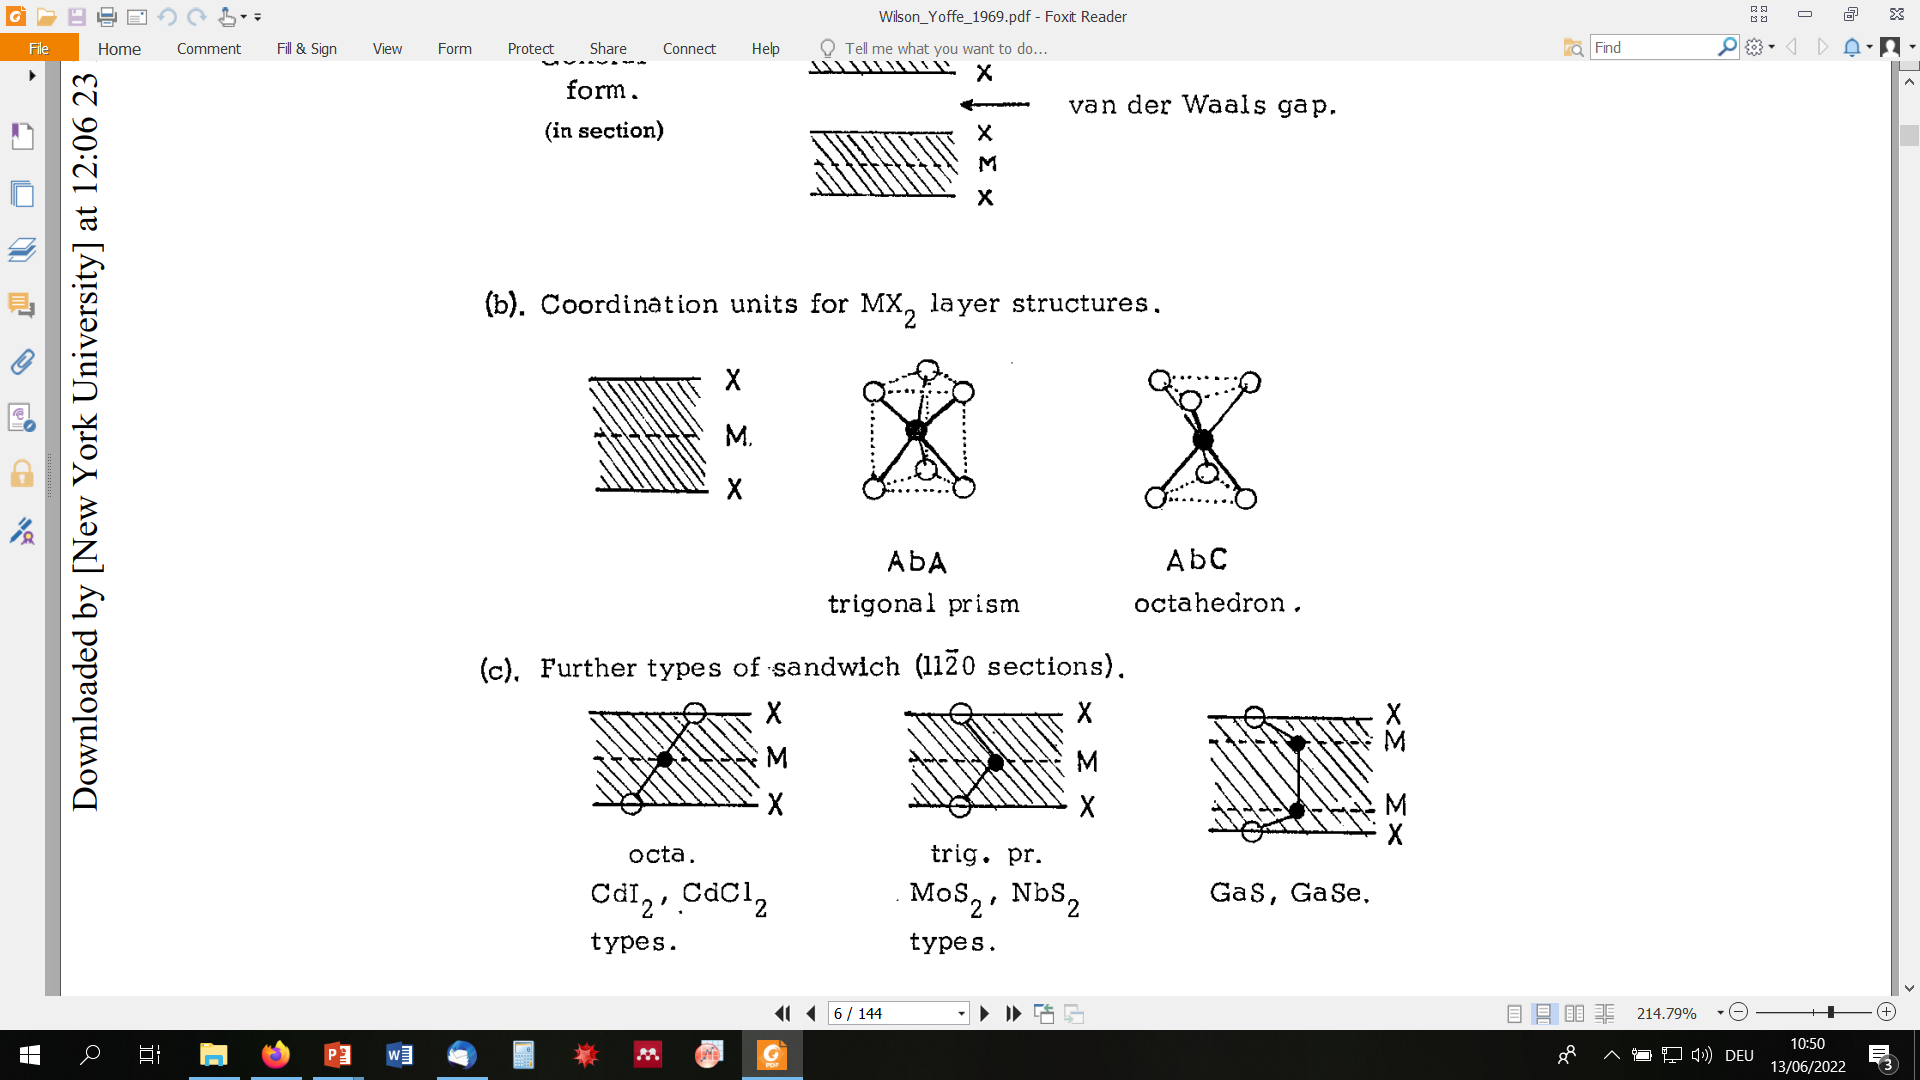 Wilson_Yoffe_1969.pdf - Foxit Reader
File Home Comment Fill & Sign View Form Protect Share Connect Help Tell me what you want to do... Find
Downloaded by [New York University] at 12:06 23
General
form.
(in section)
X
van der Waals gap.
X
M
X
(b). Coordination units for MX2 layer structures.
X
M.
X
AbA
trigonal prism
AbC
octahedron.
(c). Further types of sandwich (112̄0 sections).
X
M
X
octa.
CdI2, CdCl2
types.
X
M
X
trig. pr.
MoS2, NbS2
types.
X
M
M
X
GaS, GaSe.
6 / 144
214.79%
DEU
10:50
13/06/2022
3